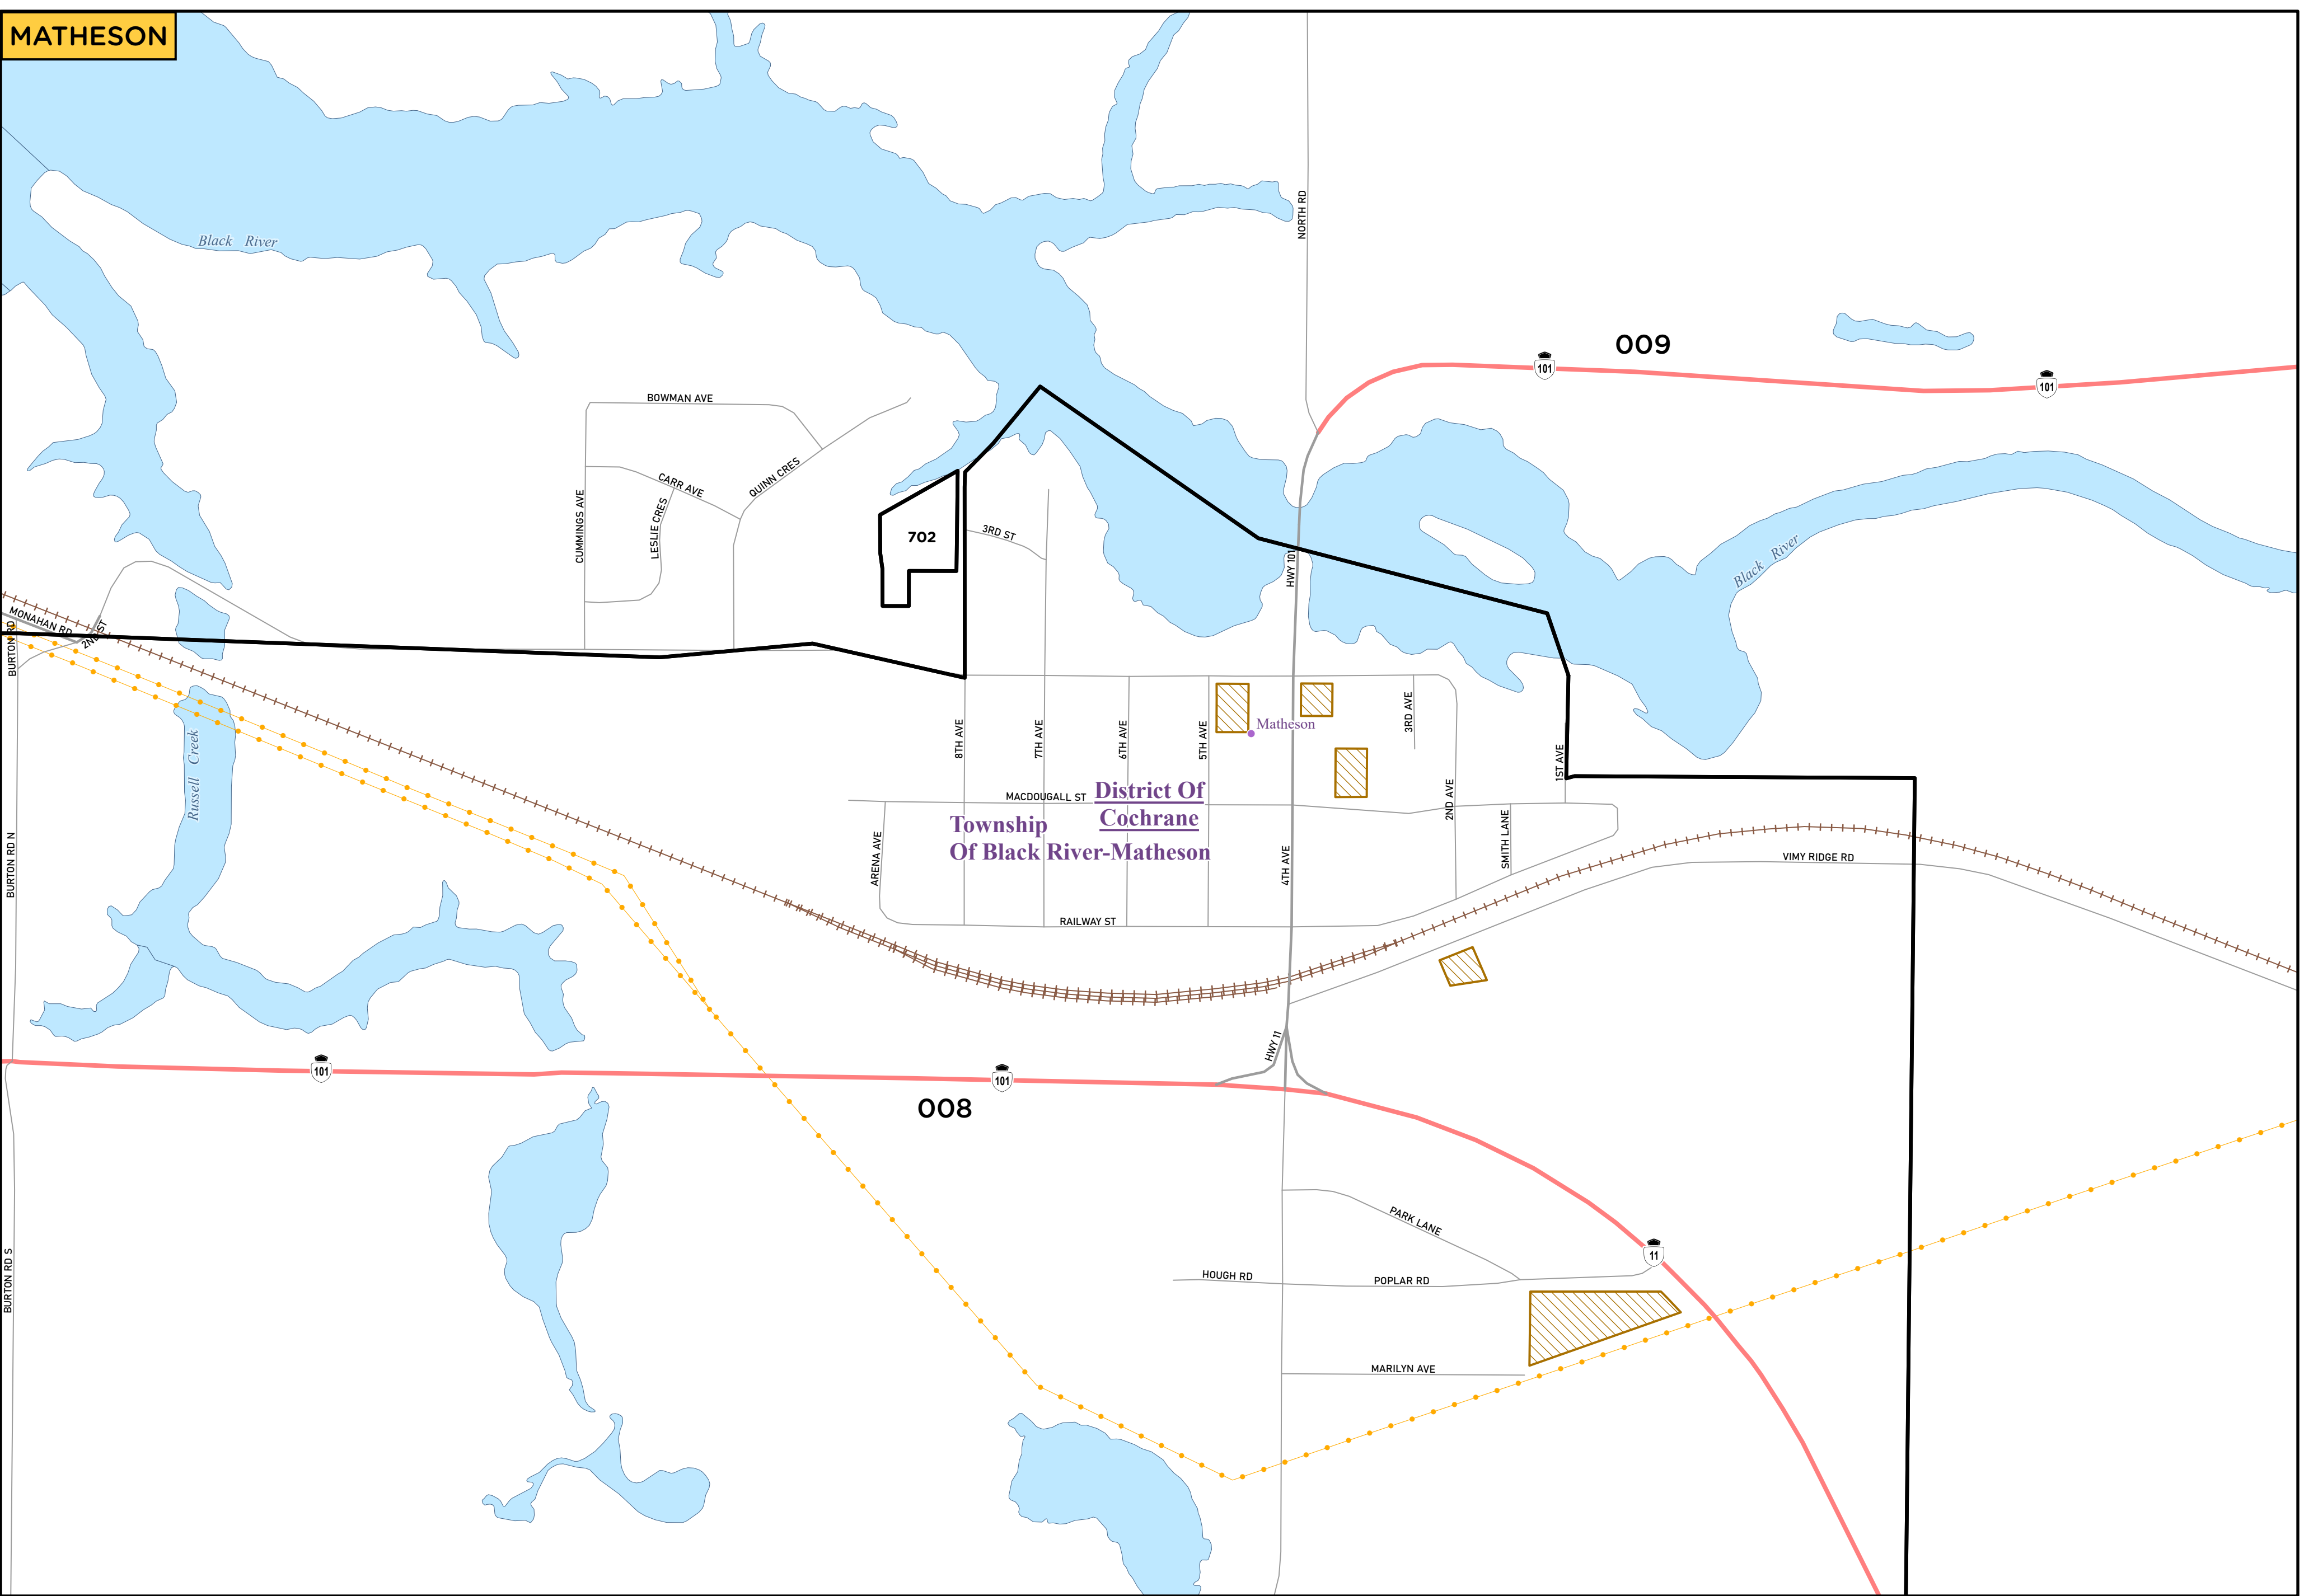 MATHESON
NORTH RD
Black River
009
101
101
BOWMAN AVE
CARR AVE
QUINN CRES
LESLIE CRES
CUMMINGS AVE
702
3RD ST
HWY 101
Black River
MONAHAN RD
2ND ST
BURTON RD
Russell Creek
8TH AVE
7TH AVE
6TH AVE
5TH AVE
Matheson
3RD AVE
1ST AVE
2ND AVE
MACDOUGALL ST
District Of
Cochrane
Township
Of Black River-Matheson
ARENA AVE
4TH AVE
SMITH LANE
VIMY RIDGE RD
BURTON RD N
RAILWAY ST
HWY 11
101
101
008
PARK LANE
11
HOUGH RD
POPLAR RD
BURTON RD S
MARILYN AVE